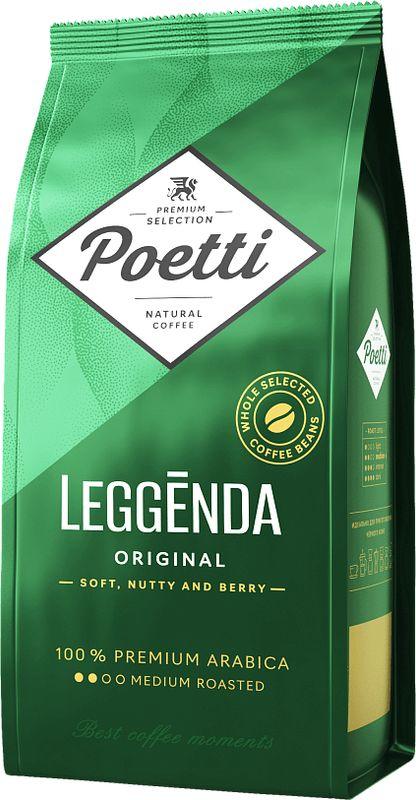 PREMIUM
SELECTION
Poetti
NATURAL
COFFEE
WHOLE SELECTED
COFFEE BEANS
LEGGĒNDA
ORIGINAL
SOFT, NUTTY AND BERRY
100 % PREMIUM ARABICA
MEDIUM ROASTED
Best coffee moments
Poetti